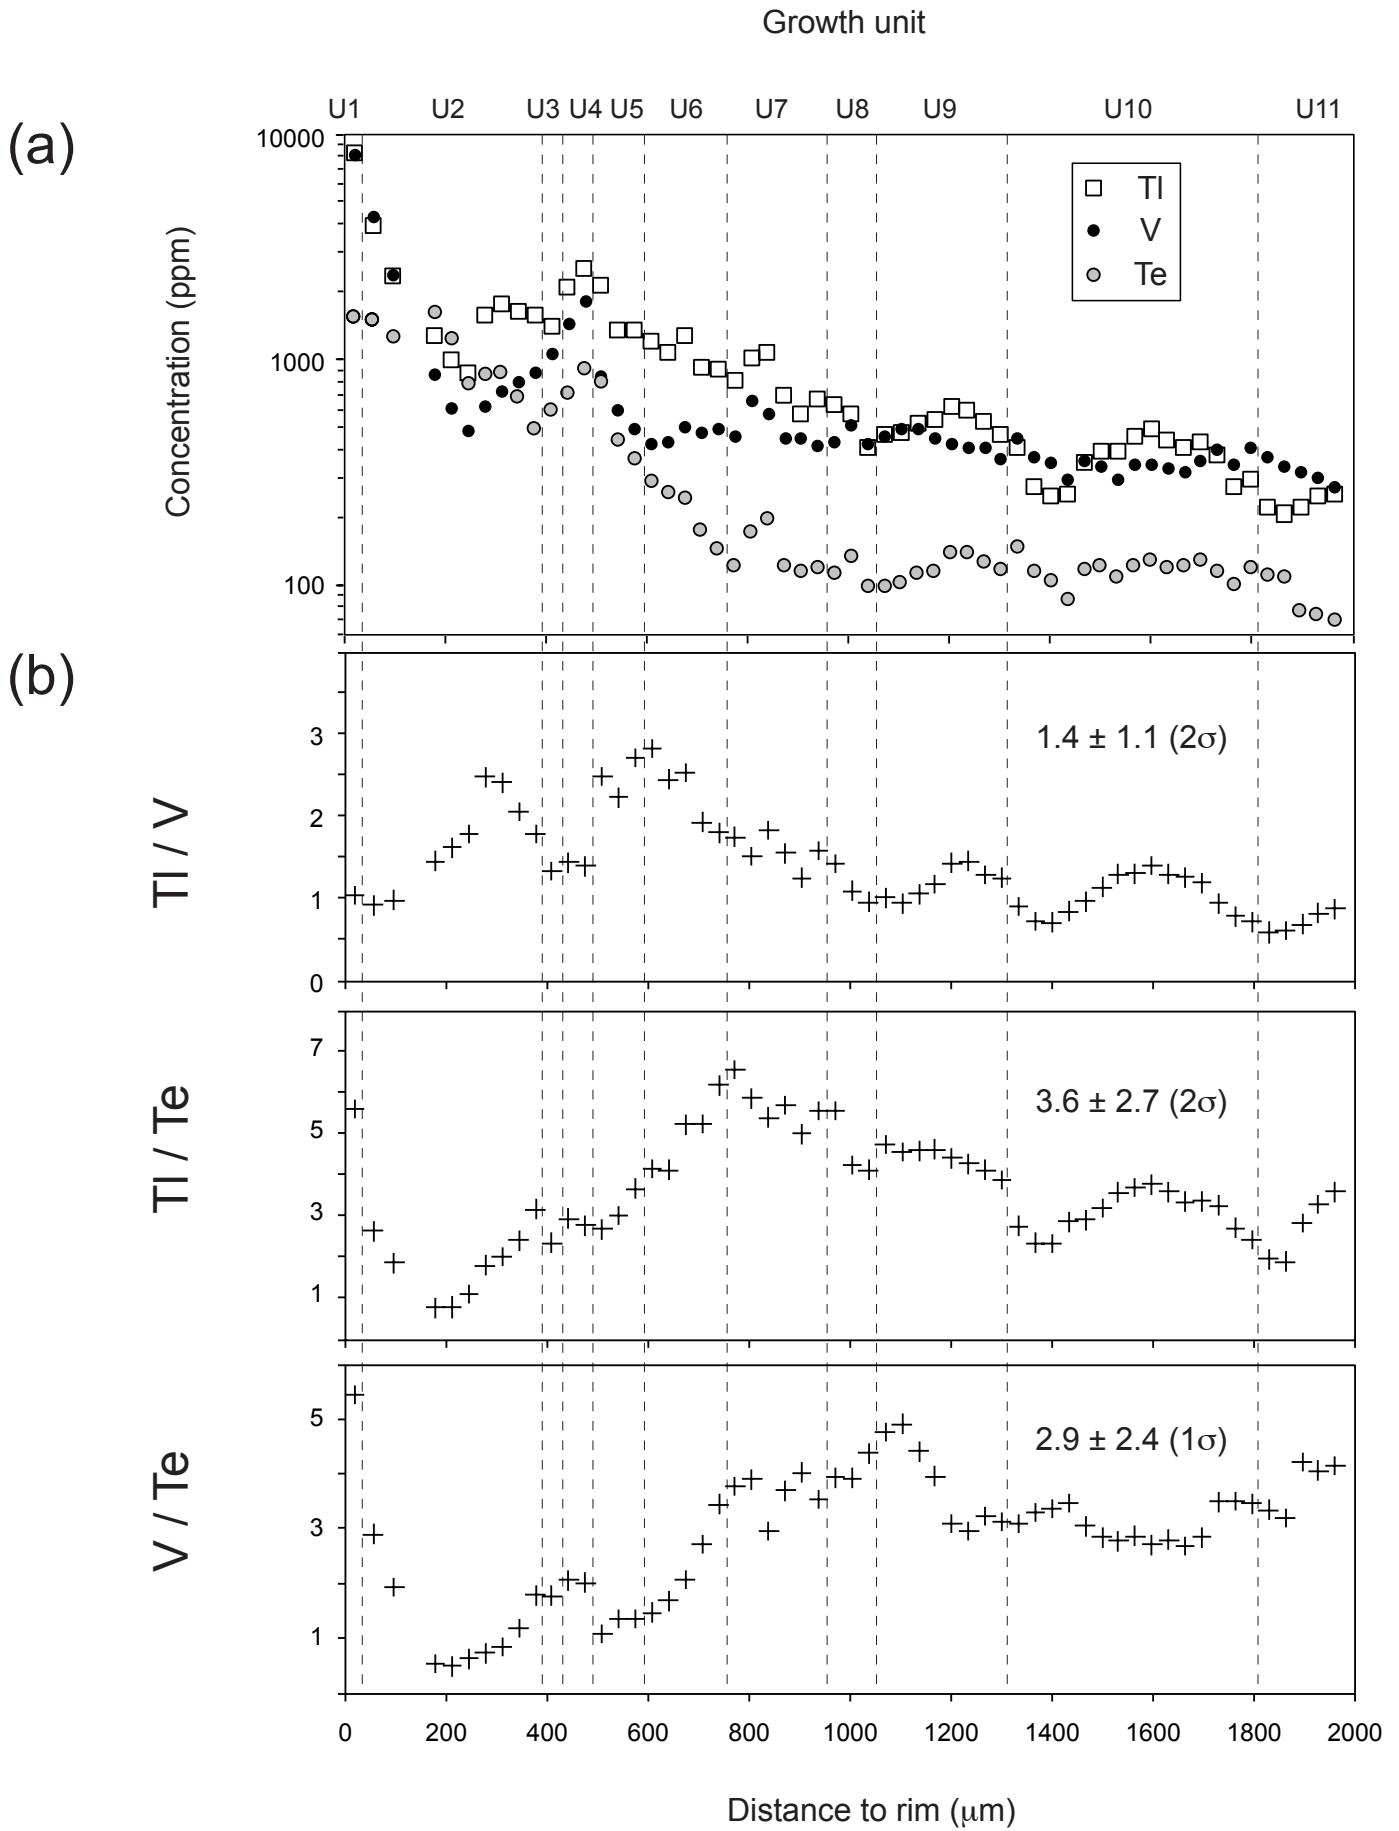 Growth unit
U1 U2 U3 U4 U5 U6 U7 U8 U9 U10 U11
(a)
10000
1000
100
Concentration (ppm)
Tl
V
Te
(b)
Tl / V
3
2
1
0
1.4 ± 1.1 (2σ)
Tl / Te
7
5
3
1
3.6 ± 2.7 (2σ)
V / Te
5
3
1
2.9 ± 2.4 (1σ)
0 200 400 600 800 1000 1200 1400 1600 1800 2000
Distance to rim (μm)